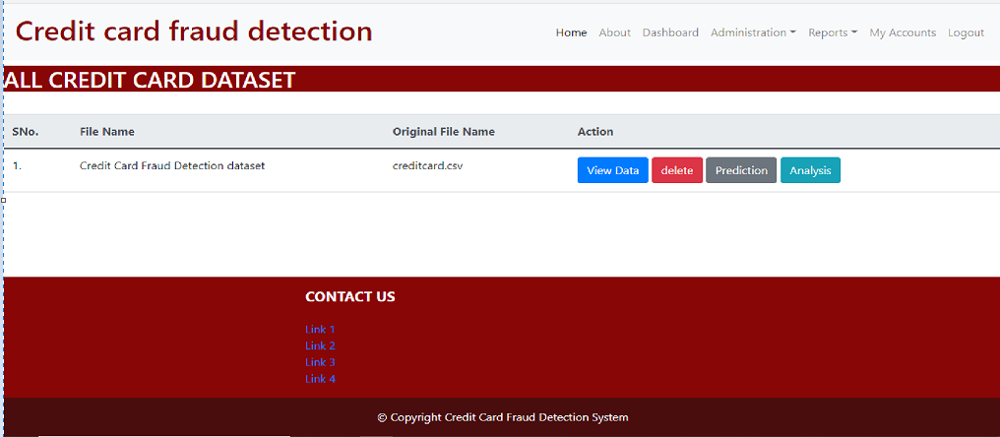 Credit card fraud detection
Home About Dashboard Administration Reports My Accounts Logout
ALL CREDIT CARD DATASET
SNo. File Name Original File Name Action
1. Credit Card Fraud Detection dataset creditcard.csv View Data delete Prediction Analysis
CONTACT US
Link 1
Link 2
Link 3
Link 4
© Copyright Credit Card Fraud Detection System